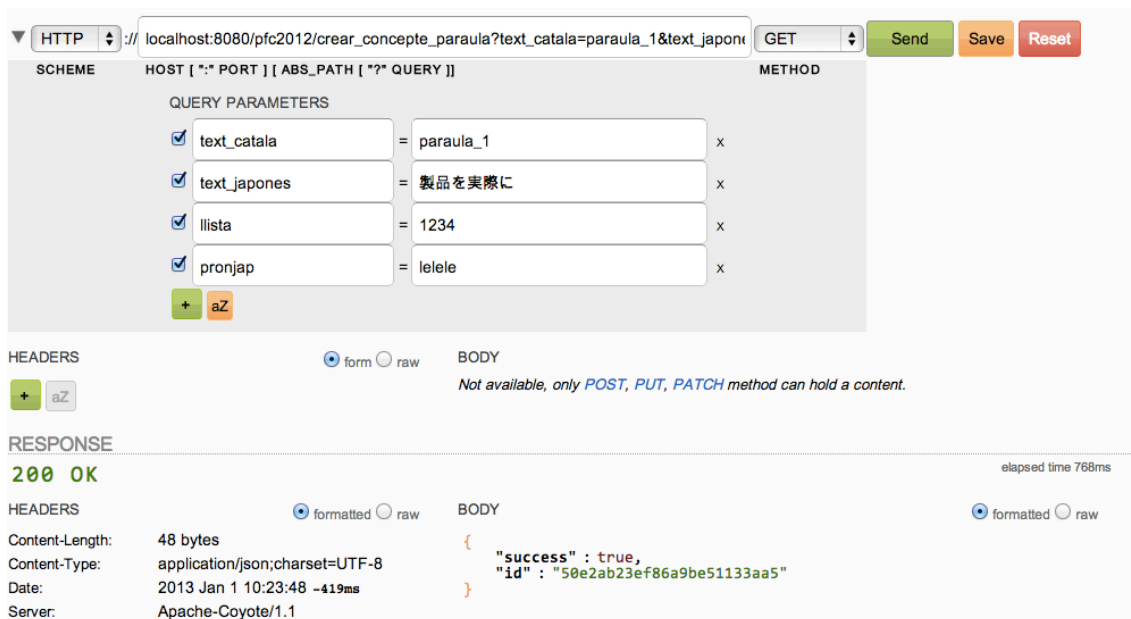 HTTP :// localhost:8080/pfc2012/crear_concepte_paraula?text_catala=paraula_1&text_japone GET Send Save Reset
SCHEME HOST [ ":" PORT ] [ ABS_PATH [ "?" QUERY ]] METHOD
QUERY PARAMETERS
text_catala = paraula_1 x
text_japones = 製品を実際に x
llista = 1234 x
pronjap = lelele x
+ aZ
HEADERS form raw BODY
+ aZ Not available, only POST, PUT, PATCH method can hold a content.
RESPONSE
200 OK elapsed time 768ms
HEADERS formatted raw BODY formatted raw
Content-Length: 48 bytes {
"success" : true,
Content-Type: application/json;charset=UTF-8 "id" : "50e2ab23ef86a9be51133aa5"
Date: 2013 Jan 1 10:23:48 -419ms }
Server: Apache-Coyote/1.1